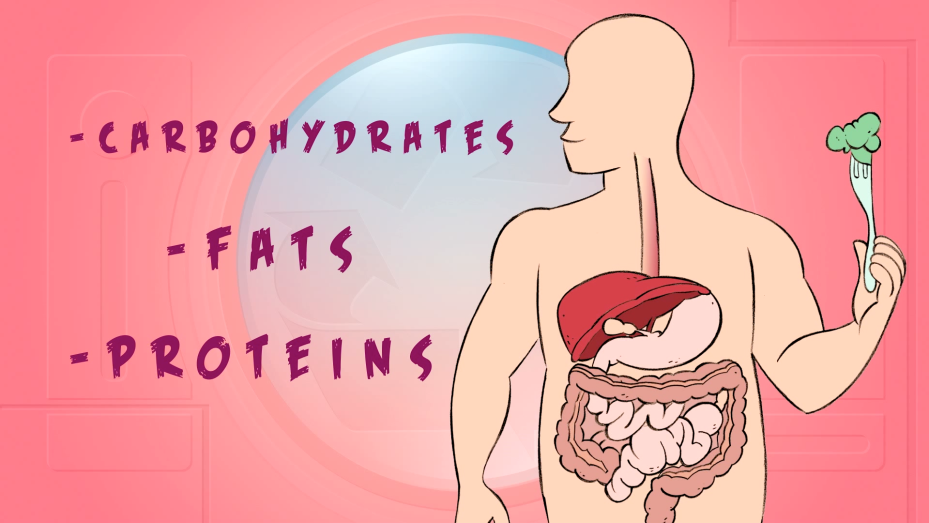 -CARBOHYDRATES
-FATS
-PROTEINS